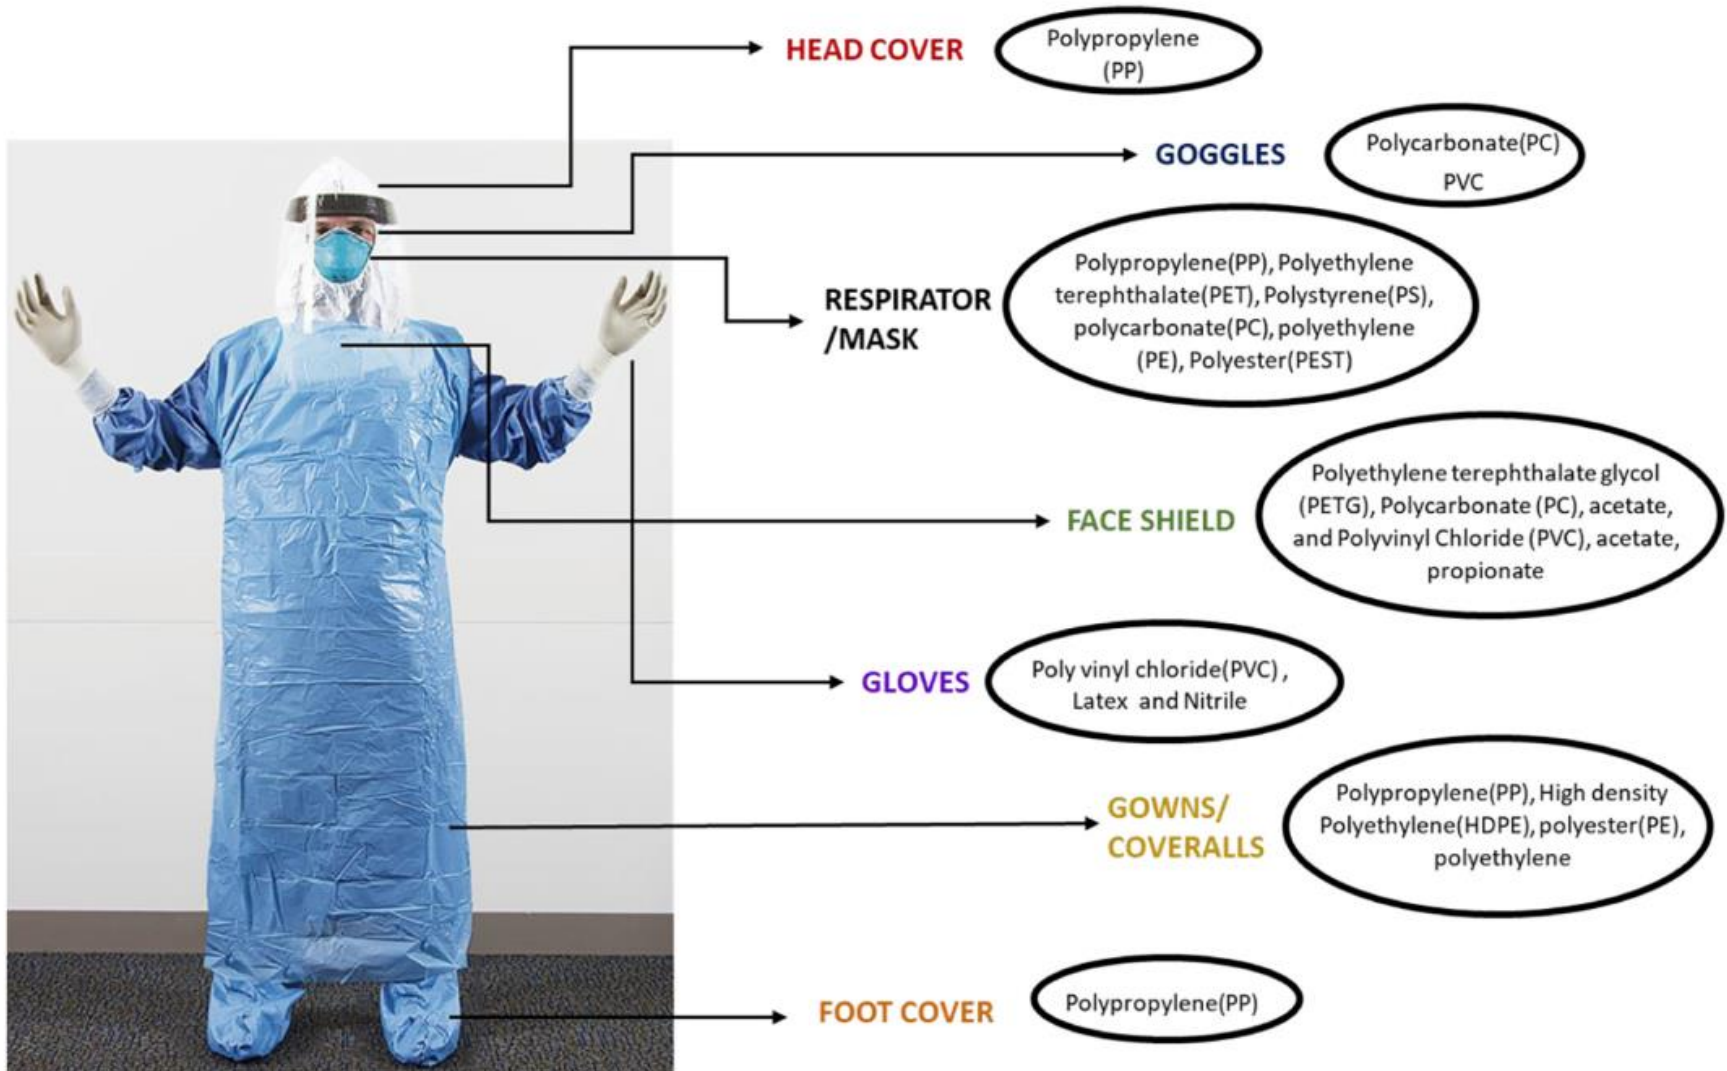 HEAD COVER
Polypropylene
(PP)
GOGGLES
Polycarbonate(PC)
PVC
RESPIRATOR
/MASK
Polypropylene(PP), Polyethylene
terephthalate(PET), Polystyrene(PS),
polycarbonate(PC), polyethylene
(PE), Polyester(PEST)
FACE SHIELD
Polyethylene terephthalate glycol
(PETG), Polycarbonate (PC), acetate,
and Polyvinyl Chloride (PVC), acetate,
propionate
GLOVES
Poly vinyl chloride(PVC) ,
Latex and Nitrile
GOWNS/
COVERALLS
Polypropylene(PP), High density
Polyethylene(HDPE), polyester(PE),
polyethylene
FOOT COVER
Polypropylene(PP)